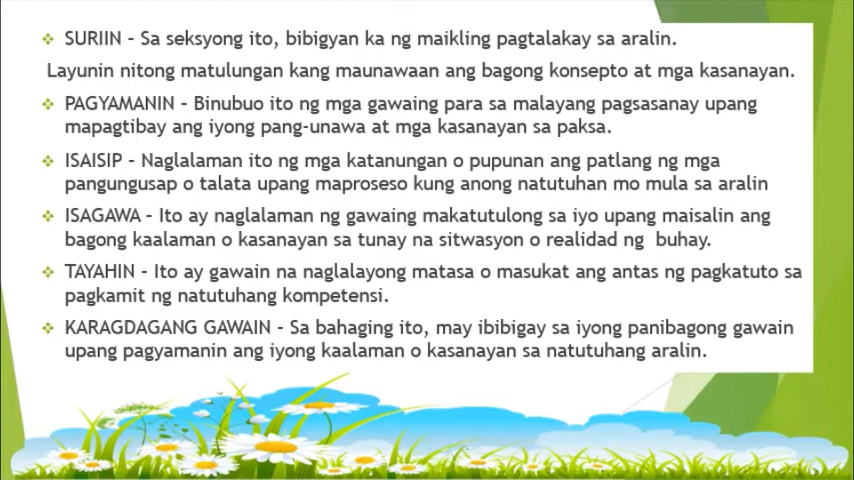 ❖ SURIIN – Sa seksyong ito, bibigyan ka ng maikling pagtalakay sa aralin.
Layunin nitong matulungan kang maunawaan ang bagong konsepto at mga kasanayan.
❖ PAGYAMANIN – Binubuo ito ng mga gawaing para sa malayang pagsasanay upang
mapagtibay ang iyong pang-unawa at mga kasanayan sa paksa.
❖ ISAISIP – Naglalaman ito ng mga katanungan o pupunan ang patlang ng mga
pangungusap o talata upang maproseso kung anong natutuhan mo mula sa aralin
❖ ISAGAWA – Ito ay naglalaman ng gawaing makatutulong sa iyo upang maisalin ang
bagong kaalaman o kasanayan sa tunay na sitwasyon o realidad ng buhay.
❖ TAYAHIN – Ito ay gawain na naglalayong matasa o masukat ang antas ng pagkatuto sa
pagkamit ng natutuhang kompetensi.
❖ KARAGDAGANG GAWAIN – Sa bahaging ito, may ibibigay sa iyong panibagong gawain
upang pagyamanin ang iyong kaalaman o kasanayan sa natutuhang aralin.